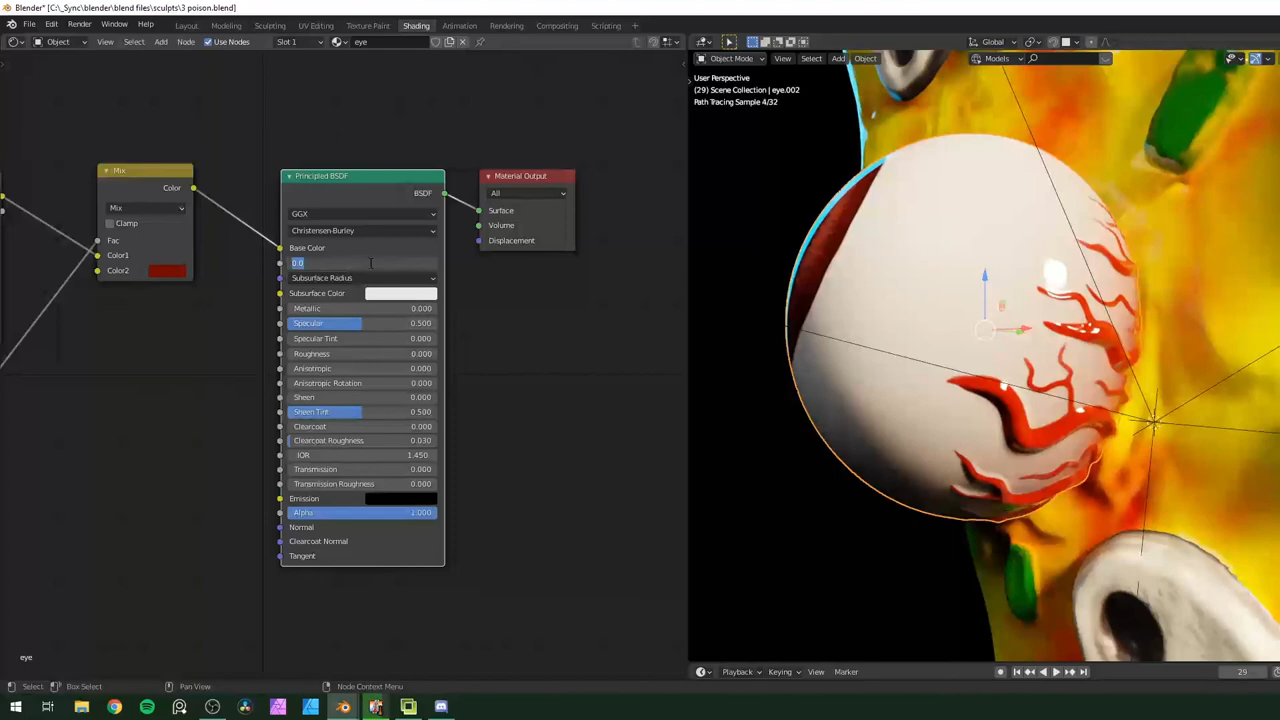 Blender* [C:\_Sync\blender\blend files\sculpts\3 poison.blend]
File Edit Render Window Help Layout Modeling Sculpting UV Editing Texture Paint Shading Animation Rendering Compositing Scripting
Object View Select Add Node Use Nodes Slot 1 eye Global
Object Mode View Select Add Object Models
User Perspective
(29) Scene Collection | eye.002
Path Tracing Sample 4/32
Mix
Color
Mix
Clamp
Fac
Color1
Color2
Principled BSDF
BSDF
GGX
Christensen-Burley
Base Color
0.0
Subsurface Radius
Subsurface Color
Metallic 0.000
Specular 0.500
Specular Tint 0.000
Roughness 0.000
Anisotropic 0.000
Anisotropic Rotation 0.000
Sheen 0.000
Sheen Tint 0.500
Clearcoat 0.000
Clearcoat Roughness 0.030
IOR 1.450
Transmission 0.000
Transmission Roughness 0.000
Emission
Alpha 1.000
Normal
Clearcoat Normal
Tangent
Material Output
All
Surface
Volume
Displacement
eye
Playback Keying View Marker 29
Select Box Select Pan View Node Context Menu